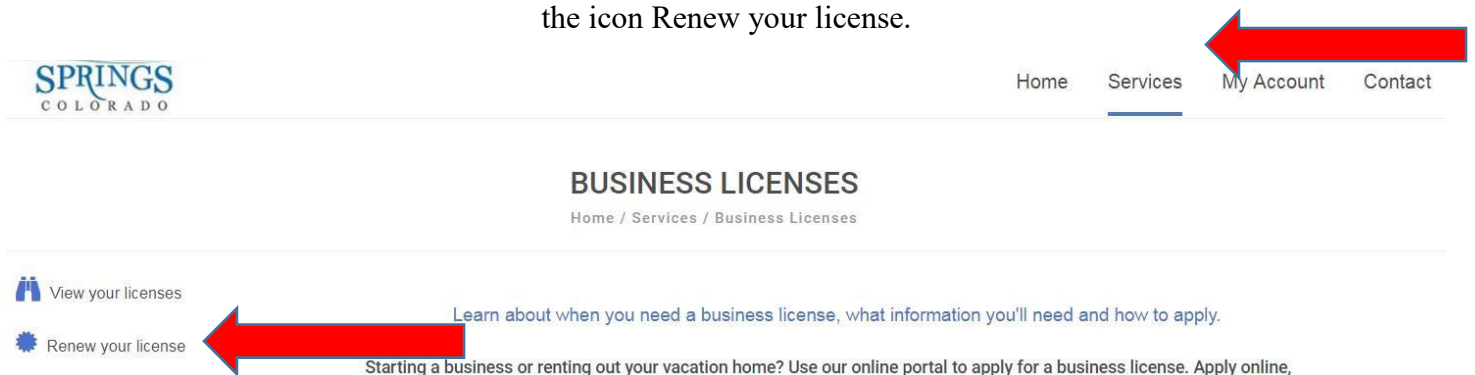 the icon Renew your license.
SPRINGS
COLORADO
Home Services My Account Contact
BUSINESS LICENSES
Home / Services / Business Licenses
View your licenses
Learn about when you need a business license, what information you'll need and how to apply.
Renew your license
Starting a business or renting out your vacation home? Use our online portal to apply for a business license. Apply online,